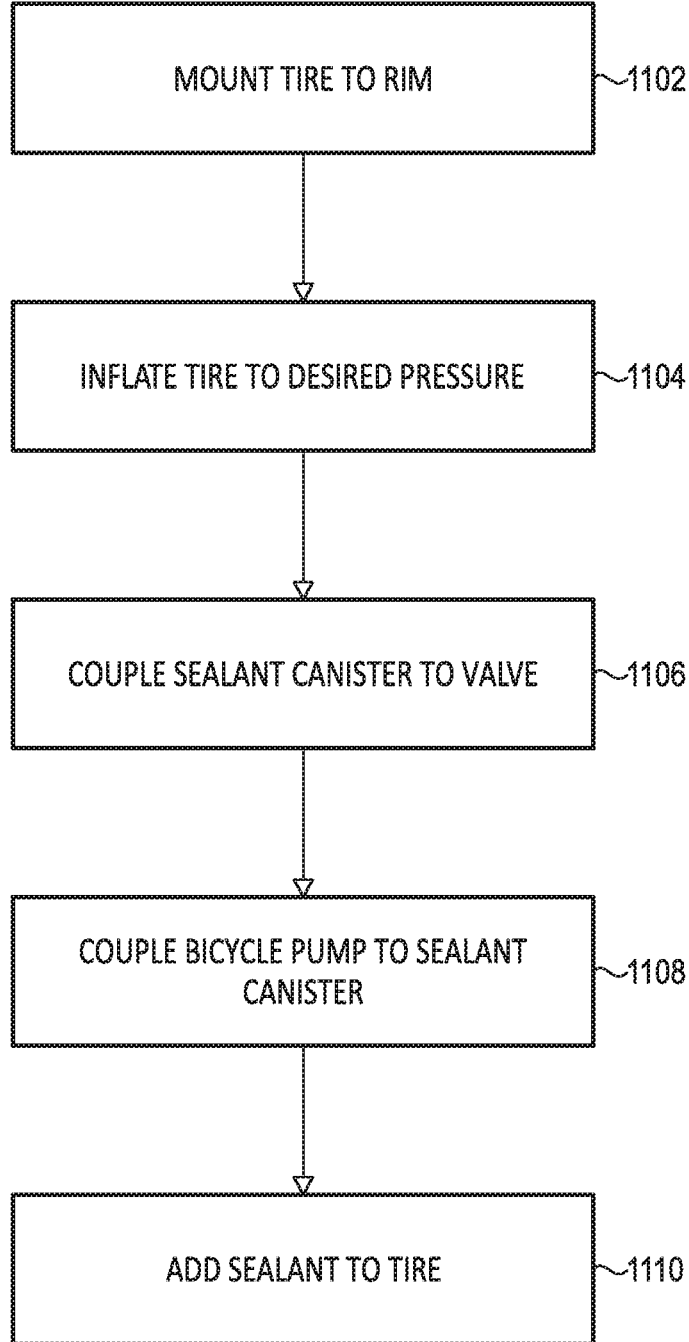 MOUNT TIRE TO RIM
1102
INFLATE TIRE TO DESIRED PRESSURE
1104
COUPLE SEALANT CANISTER TO VALVE
1106
COUPLE BICYCLE PUMP TO SEALANT
CANISTER
1108
ADD SEALANT TO TIRE
1110